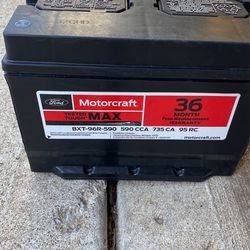 Ford
Motorcraft
TESTED
TOUGH
MAX
BXT-96R-590 590 CCA 735 CA 95 RC
36
MONTH
Free Replacement
WARRANTY
motorcraft.com